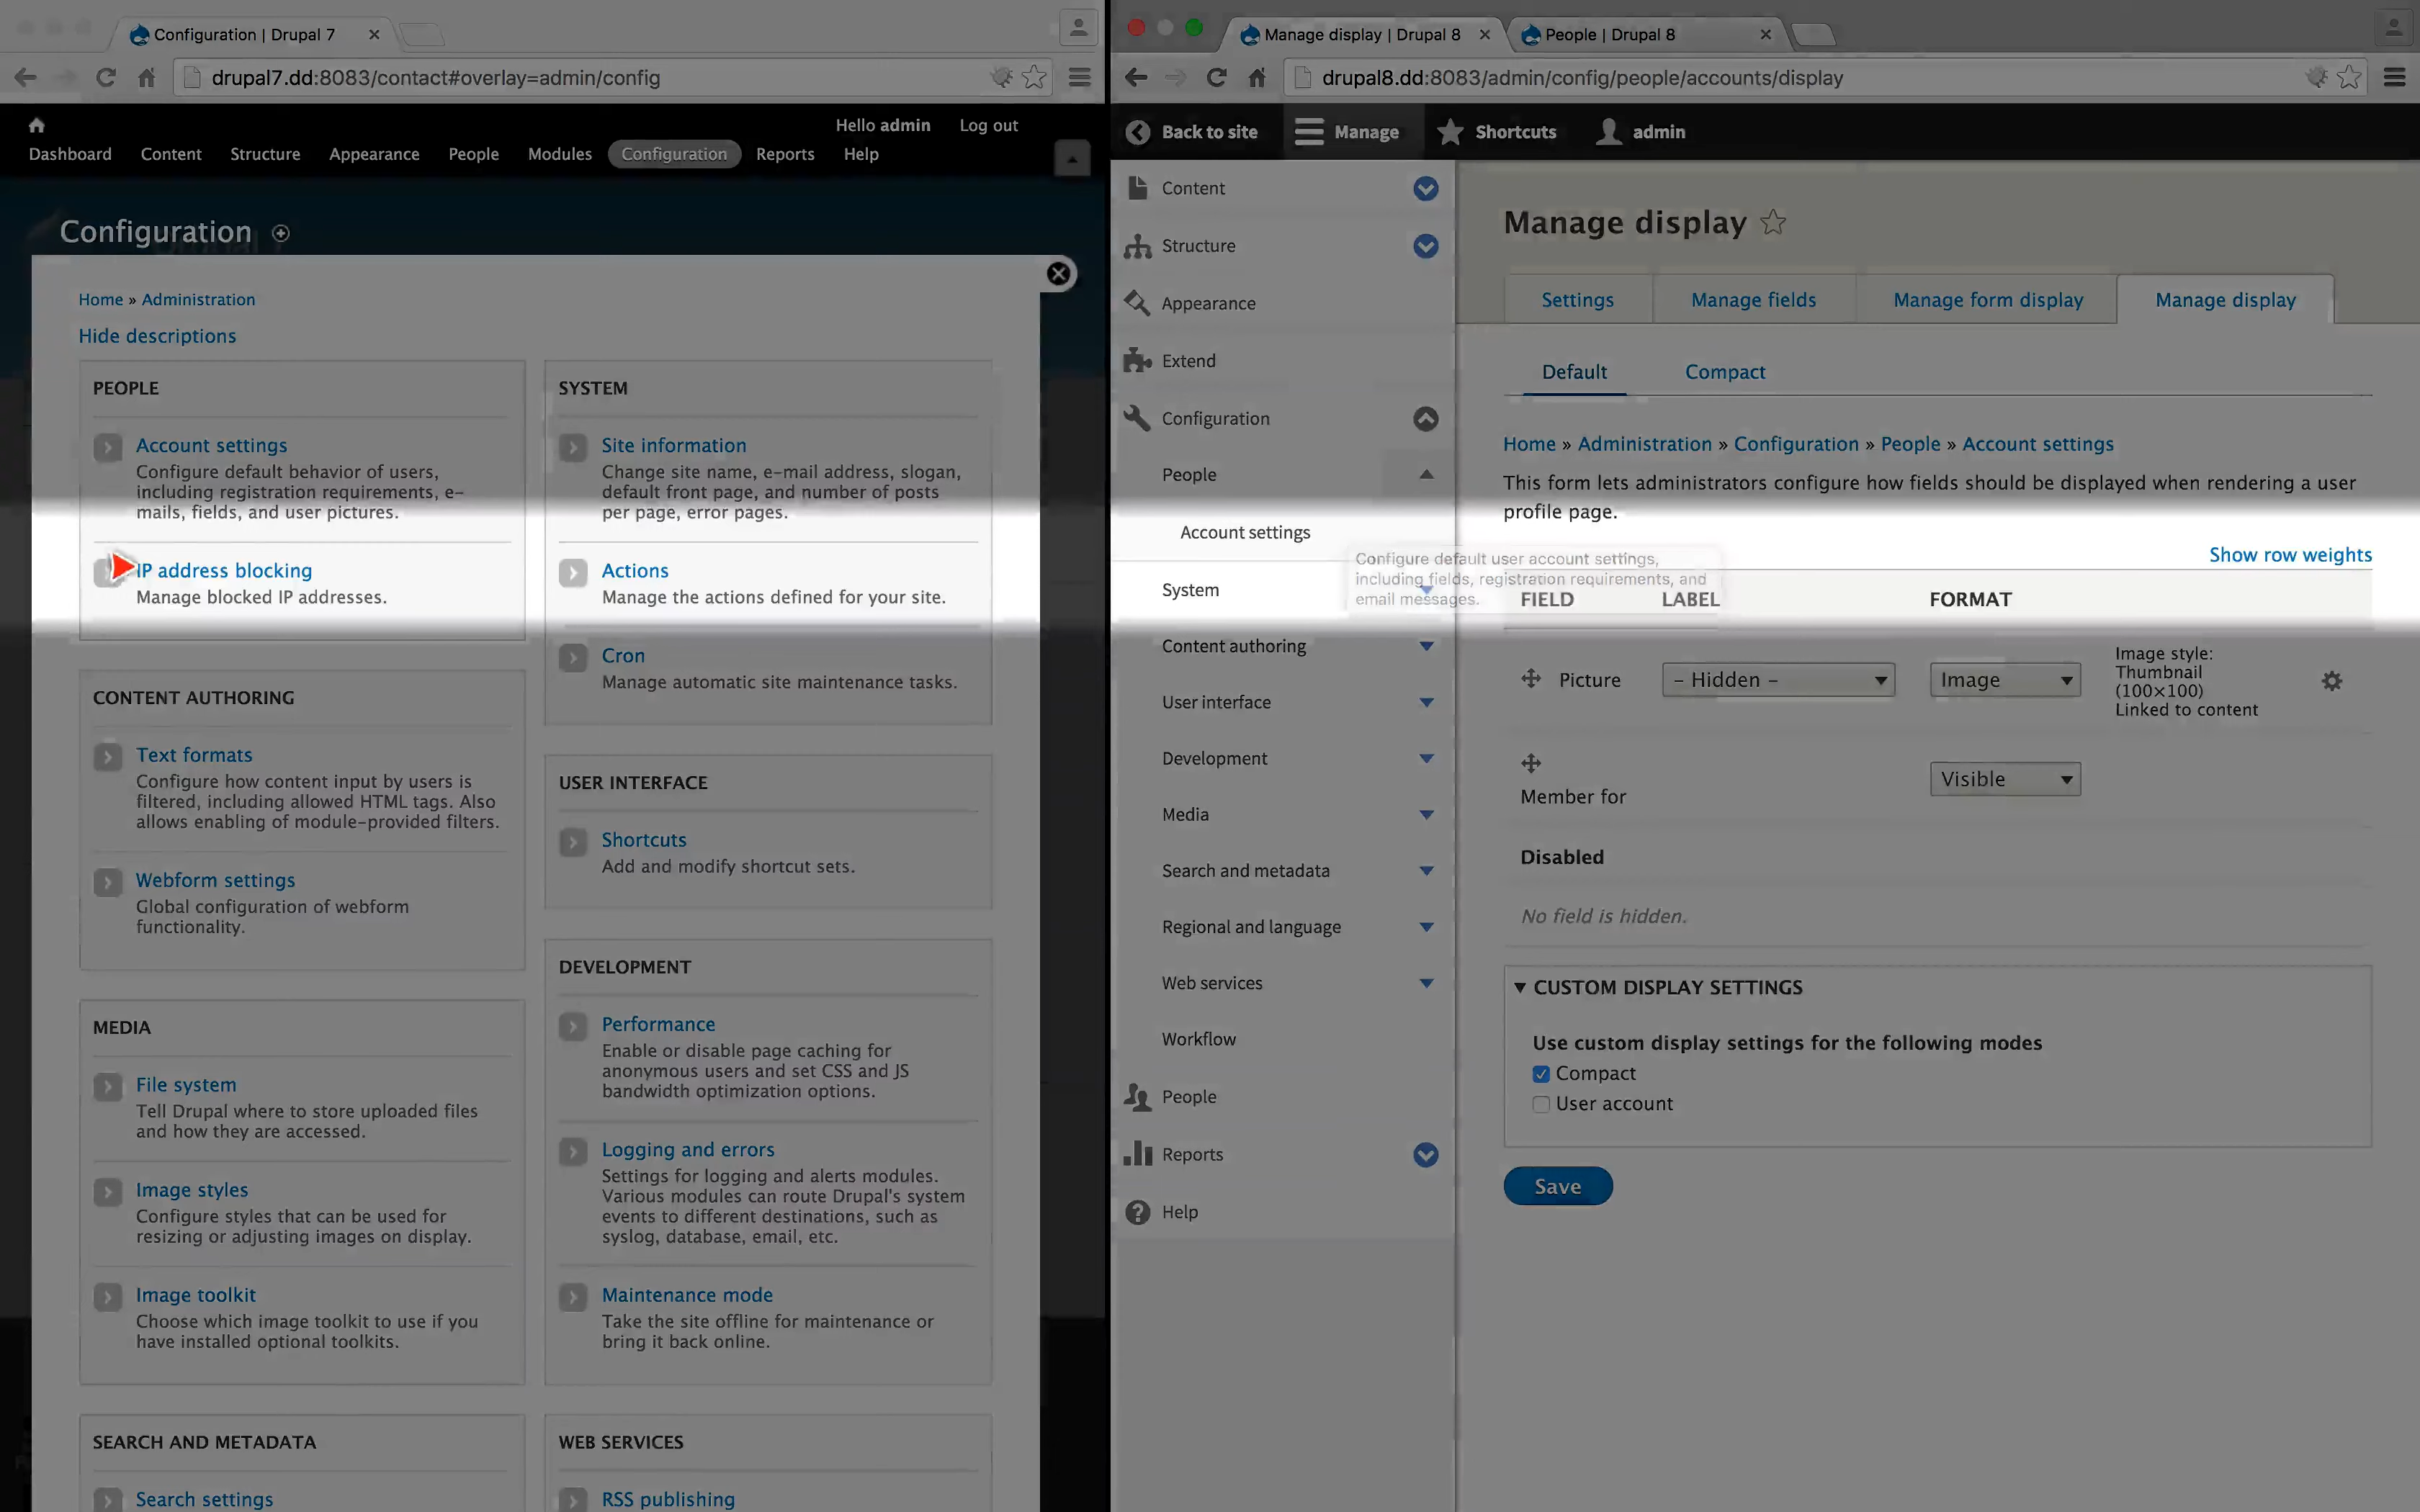 Configuration | Drupal 7
drupal7.dd:8083/contact#overlay=admin/config
Hello admin Log out
Dashboard Content Structure Appearance People Modules Configuration Reports Help
Configuration
Home » Administration
Hide descriptions
PEOPLE
Account settings
Configure default behavior of users,
including registration requirements, e-
mails, fields, and user pictures.
IP address blocking
Manage blocked IP addresses.
CONTENT AUTHORING
Text formats
Configure how content input by users is
filtered, including allowed HTML tags. Also
allows enabling of module-provided filters.
Webform settings
Global configuration of webform
functionality.
MEDIA
File system
Tell Drupal where to store uploaded files
and how they are accessed.
Image styles
Configure styles that can be used for
resizing or adjusting images on display.
Image toolkit
Choose which image toolkit to use if you
have installed optional toolkits.
SEARCH AND METADATA
Search settings
SYSTEM
Site information
Change site name, e-mail address, slogan,
default front page, and number of posts
per page, error pages.
Actions
Manage the actions defined for your site.
Cron
Manage automatic site maintenance tasks.
USER INTERFACE
Shortcuts
Add and modify shortcut sets.
DEVELOPMENT
Performance
Enable or disable page caching for
anonymous users and set CSS and JS
bandwidth optimization options.
Logging and errors
Settings for logging and alerts modules.
Various modules can route Drupal's system
events to different destinations, such as
syslog, database, email, etc.
Maintenance mode
Take the site offline for maintenance or
bring it back online.
WEB SERVICES
RSS publishing
Manage display | Drupal 8
People | Drupal 8
drupal8.dd:8083/admin/config/people/accounts/display
Back to site Manage Shortcuts admin
Content
Structure
Appearance
Extend
Configuration
People
Account settings
System
Content authoring
User interface
Development
Media
Search and metadata
Regional and language
Web services
Workflow
People
Reports
Help
Configure default user account settings,
including fields, registration requirements, and
email messages.
Manage display
Settings Manage fields Manage form display Manage display
Default Compact
Home » Administration » Configuration » People » Account settings
This form lets administrators configure how fields should be displayed when rendering a user
profile page.
Show row weights
FIELD LABEL FORMAT
Picture - Hidden - Image
Image style:
Thumbnail
(100×100)
Linked to content
Member for Visible
Disabled
No field is hidden.
CUSTOM DISPLAY SETTINGS
Use custom display settings for the following modes
Compact
User account
Save